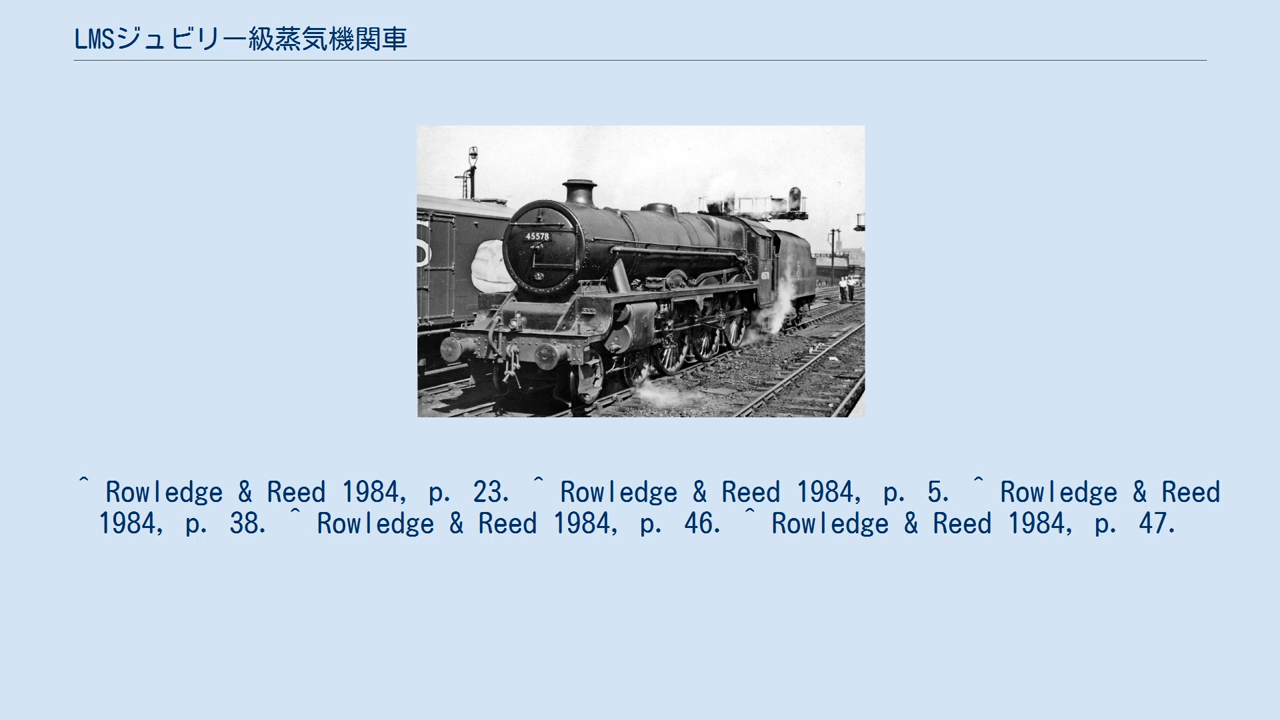 LMSジュビリー級蒸気機関車
45578
^ Rowledge & Reed 1984, p. 23. ^ Rowledge & Reed 1984, p. 5. ^ Rowledge & Reed
1984, p. 38. ^ Rowledge & Reed 1984, p. 46. ^ Rowledge & Reed 1984, p. 47.